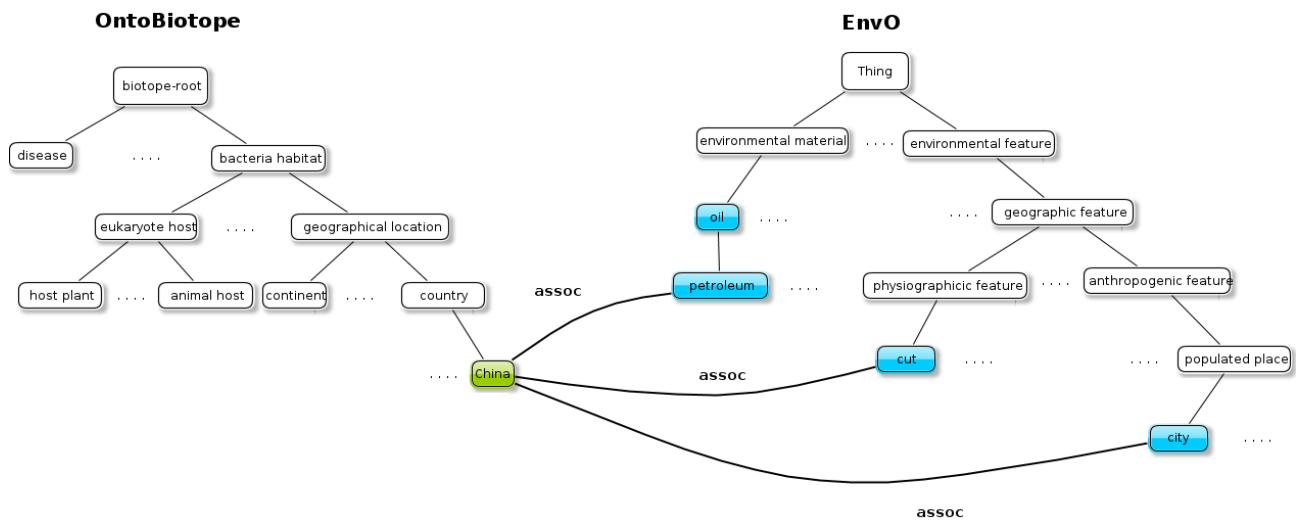 OntoBiotope
EnvO
biotope-root
Thing
disease
. . . .
bacteria habitat
environmental material
. . . .
environmental feature
eukaryote host
. . . .
geographical location
oil
. . . .
. . . .
geographic feature
host plant
. . . .
animal host
continent
. . . .
country
assoc
petroleum
. . . .
physiographicic feature
. . . .
anthropogenic feature
. . . .
China
assoc
cut
. . . .
. . . .
populated place
city
. . . .
assoc